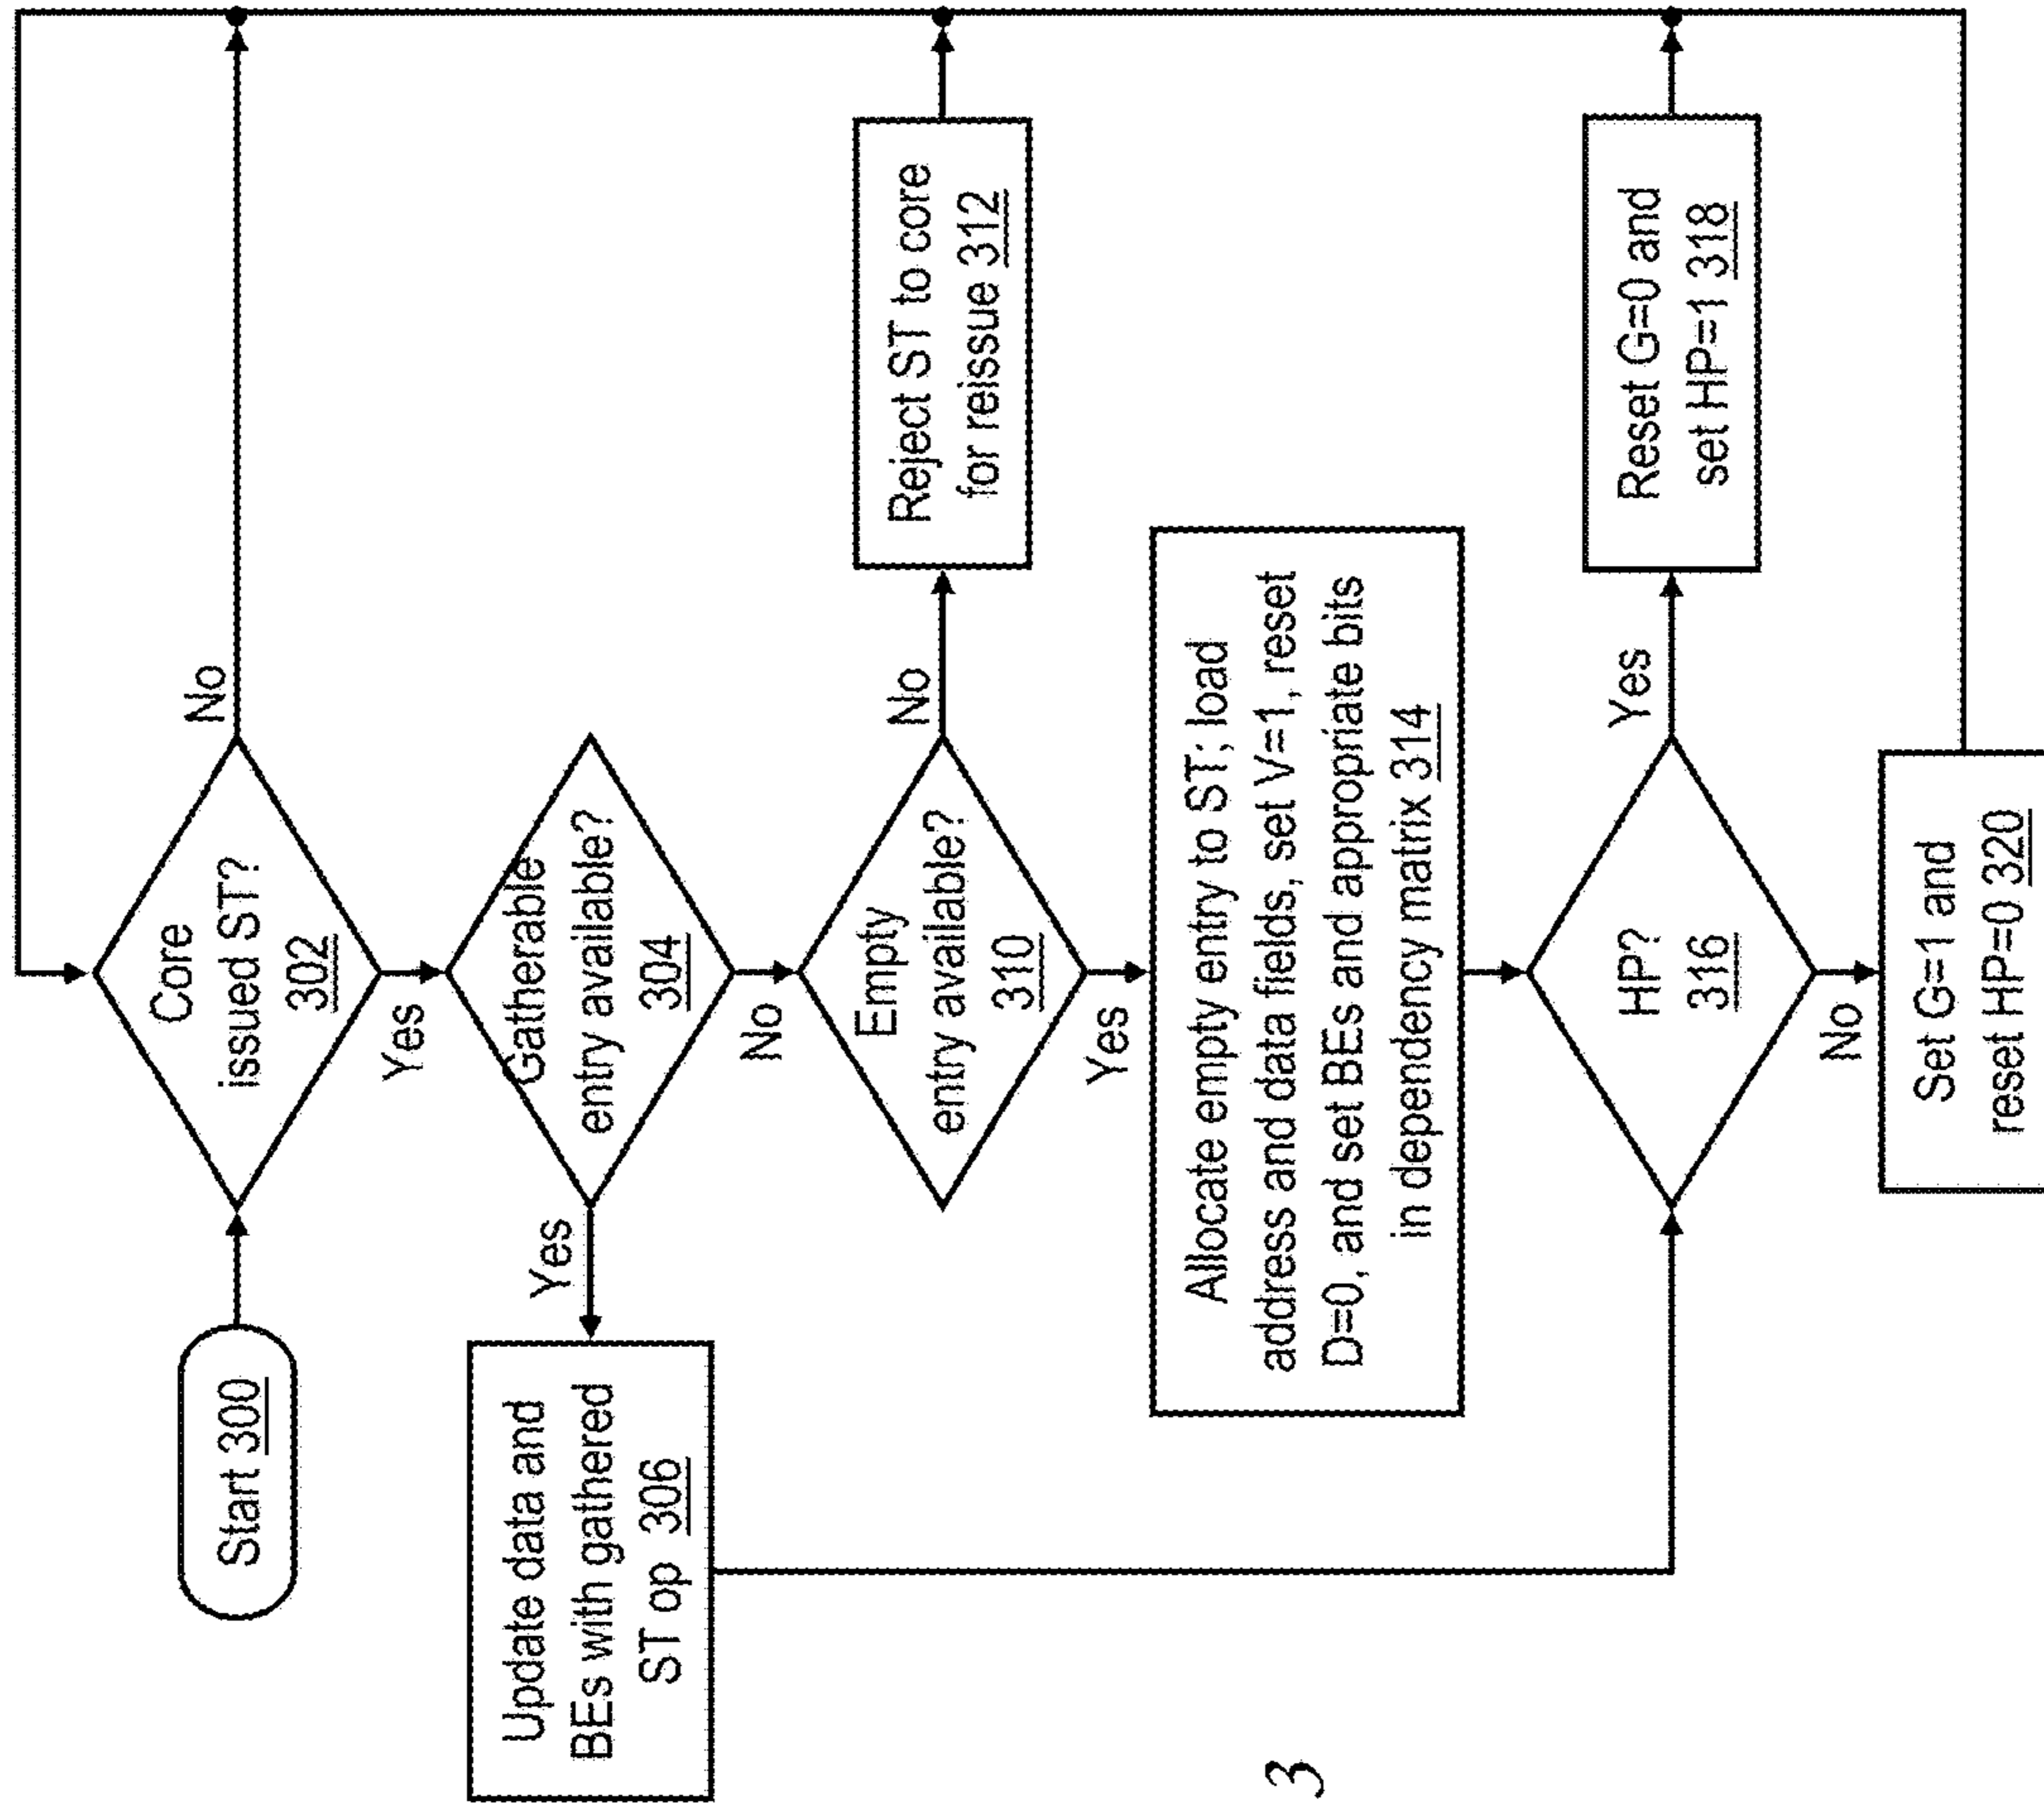 Start 300
Core
issued ST?
302
No
Yes
Gatherable
entry available?
304
Yes
Update data and
BEs with gathered
ST op 306
No
Empty
entry available?
310
No
Reject ST to core
for reissue 312
Yes
Allocate empty entry to ST; load
address and data fields, set V=1, reset
D=0, and set BEs and appropriate bits
in dependency matrix 314
HP?
316
Yes
Reset G=0 and
set HP=1 318
No
Set G=1 and
reset HP=0 320
3